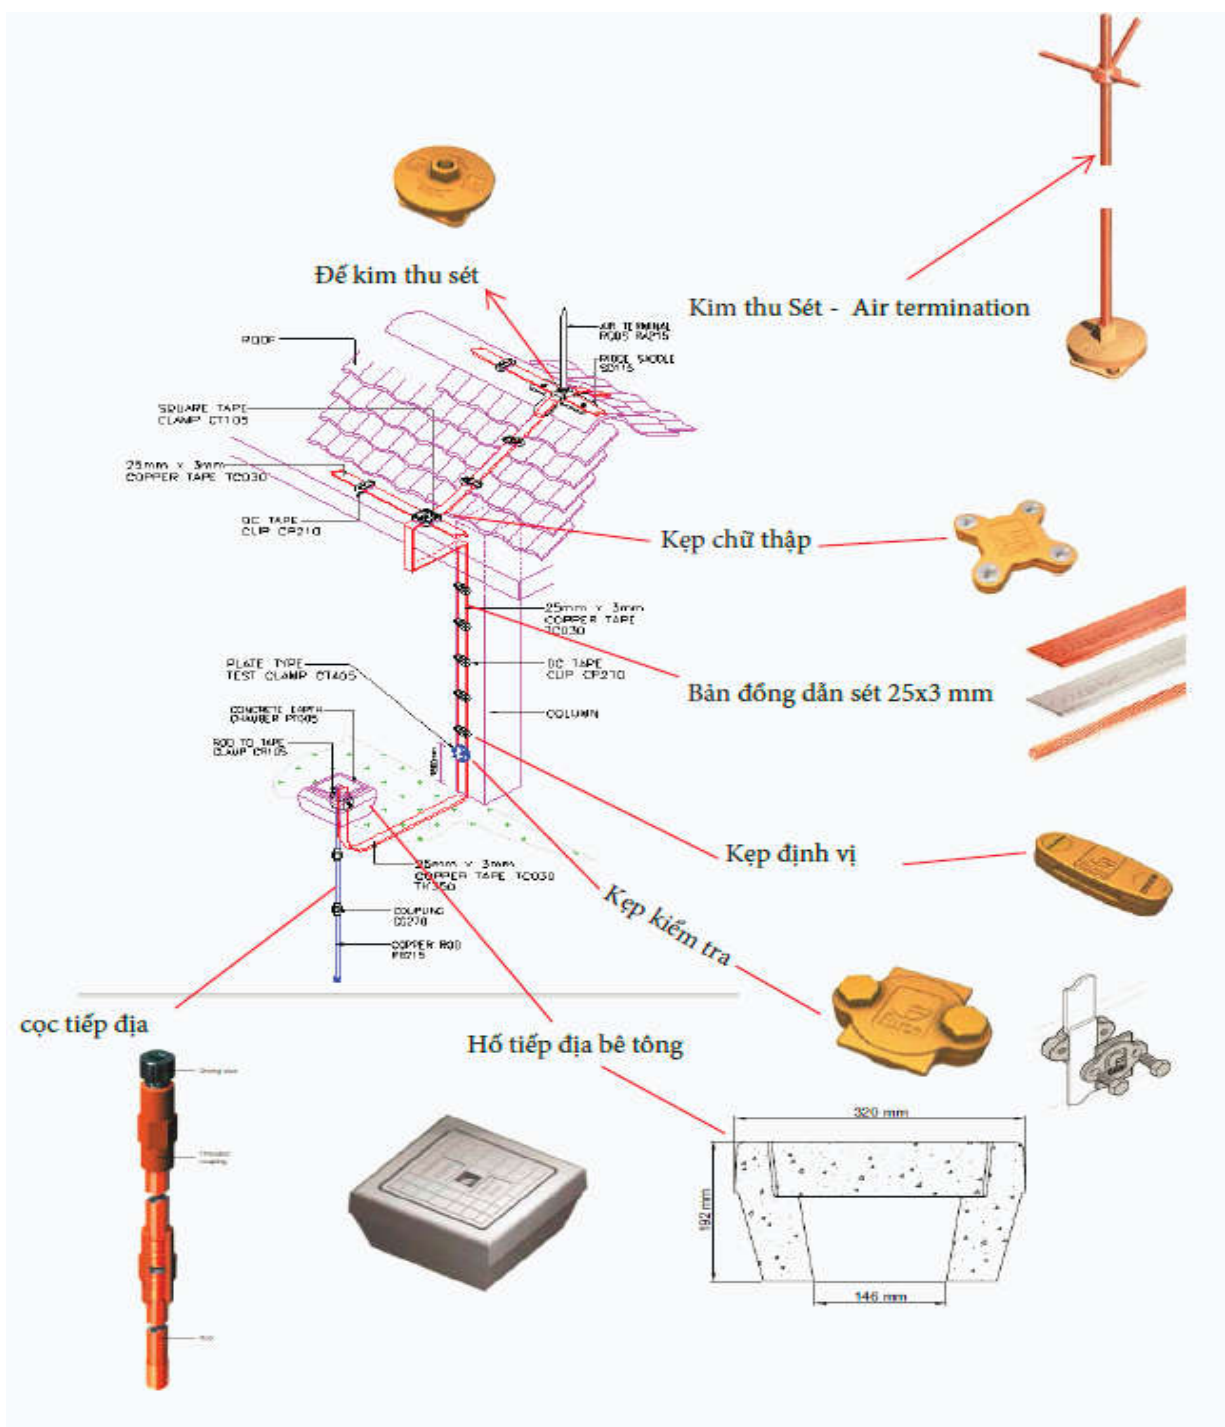 Đế kim thu sét
Kim thu Sét - Air termination
AIR TERMINAL
RODS RA215
RIDGE SADDLE
SD115
ROOF
SQUARE TAPE
CLAMP CT105
25mm x 3mm
COPPER TAPE TC030
DC TAPE
CLIP CP210
Kẹp chữ thập
25mm x 3mm
COPPER TAPE
TC030
PLATE TYPE
TEST CLAMP CT405
DC TAPE
CLIP CP210
Bản đồng dẫn sét 25x3 mm
CONCRETE EARTH
CHAMBER PT005
COLUMN
ROD TO TAPE
CLAMP CR105
Kẹp định vị
25mm x 3mm
COPPER TAPE TC030
Kẹp kiểm tra
COUPLING
COPPER ROD
cọc tiếp địa
Hố tiếp địa bê tông
320 mm
192 mm
146 mm